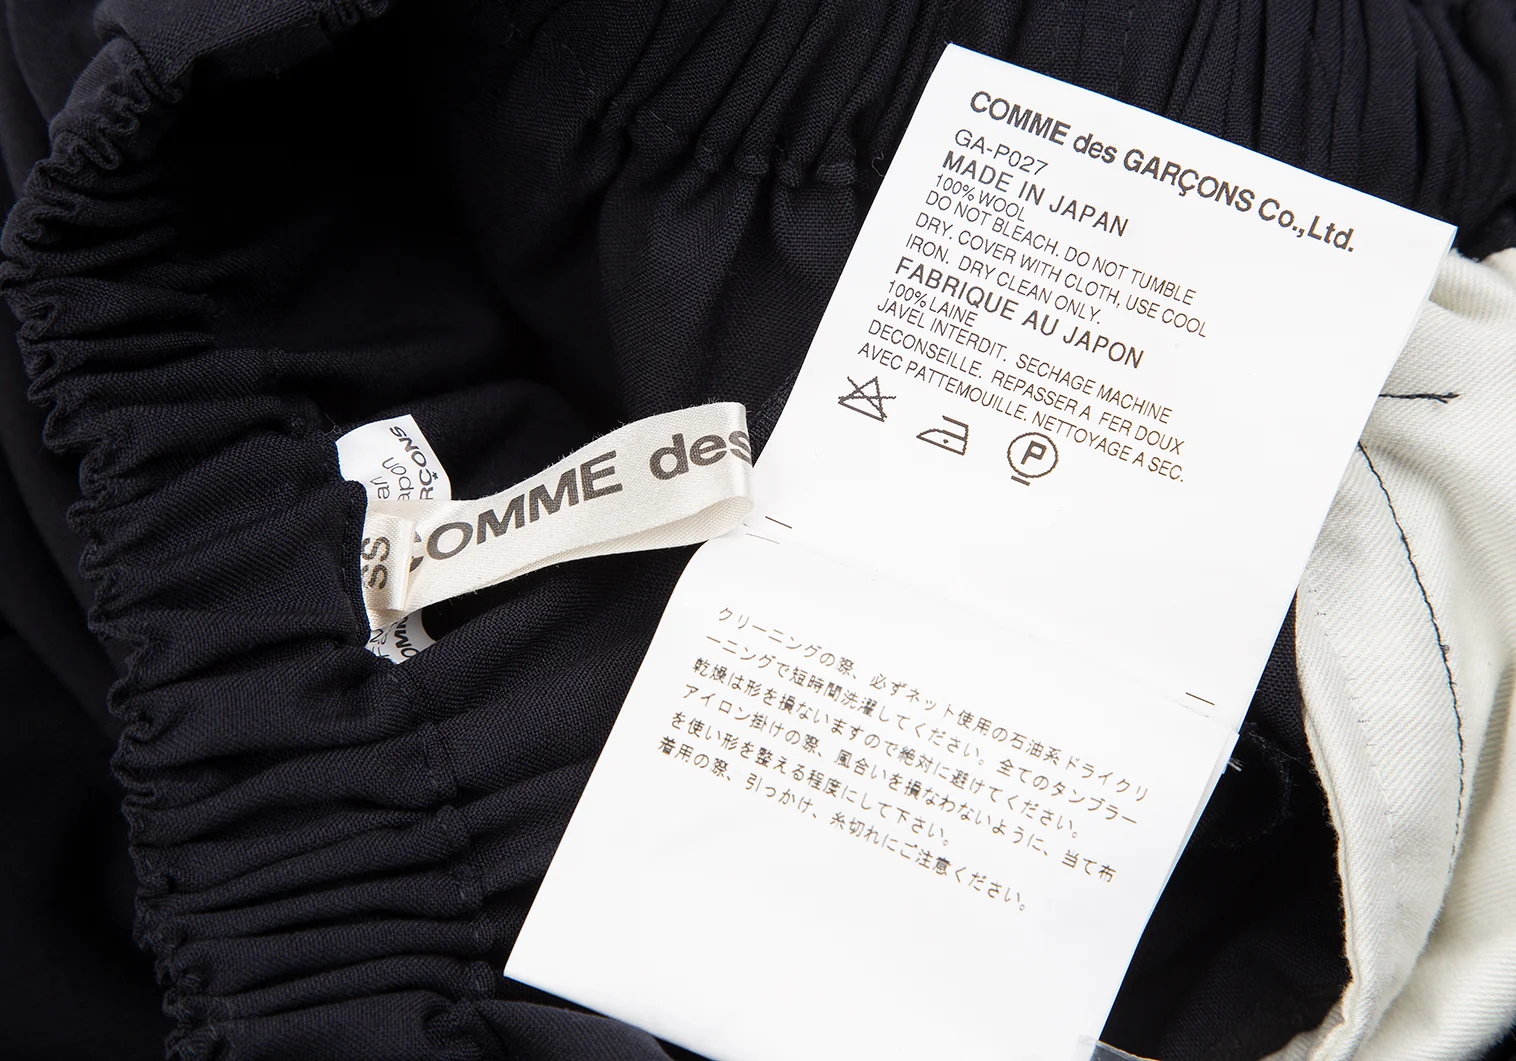 COMME des GARÇONS Co.,Ltd.
GA-P027
MADE IN JAPAN
100% WOOL
DO NOT BLEACH. DO NOT TUMBLE
DRY. COVER WITH CLOTH, USE COOL
IRON. DRY CLEAN ONLY.
FABRIQUE AU JAPON
100% LAINE
JAVEL INTERDIT. SECHAGE MACHINE
DECONSEILLE. REPASSER A FER DOUX
AVEC PATTEMOUILLE. NETTOYAGE A SEC.
P
COMME des
SS
クリーニングの際、必ずネット使用の石油系ドライクリ
ーニングで短時間洗濯してください。全てのタンブラー
乾燥は形を損ないますので絶対に避けてください。
アイロン掛けの際、風合いを損なわないように、当て布
を使い形を整える程度にして下さい。
着用の際、引っかけ、糸切れにご注意ください。